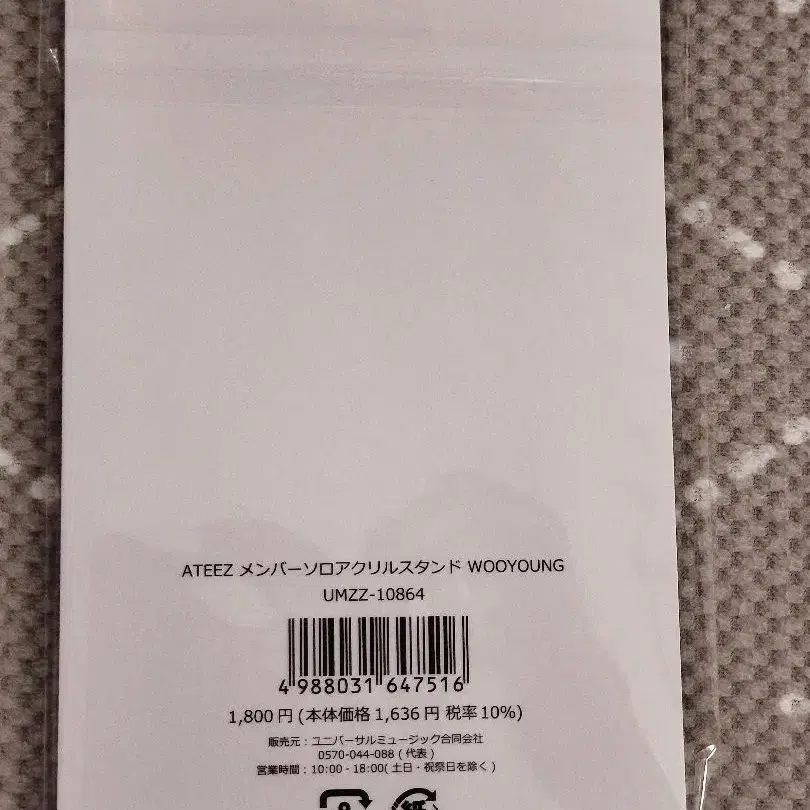 ATEEZ メンバーソロアクリルスタンド WOOYOUNG
UMZZ-10864
4 988031 647516
1,800 円 (本体価格 1,636 円 税率 10%)
販売元：ユニバーサルミュージック合同会社
0570-044-088 ( 代表 )
営業時間：10:00 - 18:00( 土日・祝祭日を除く )